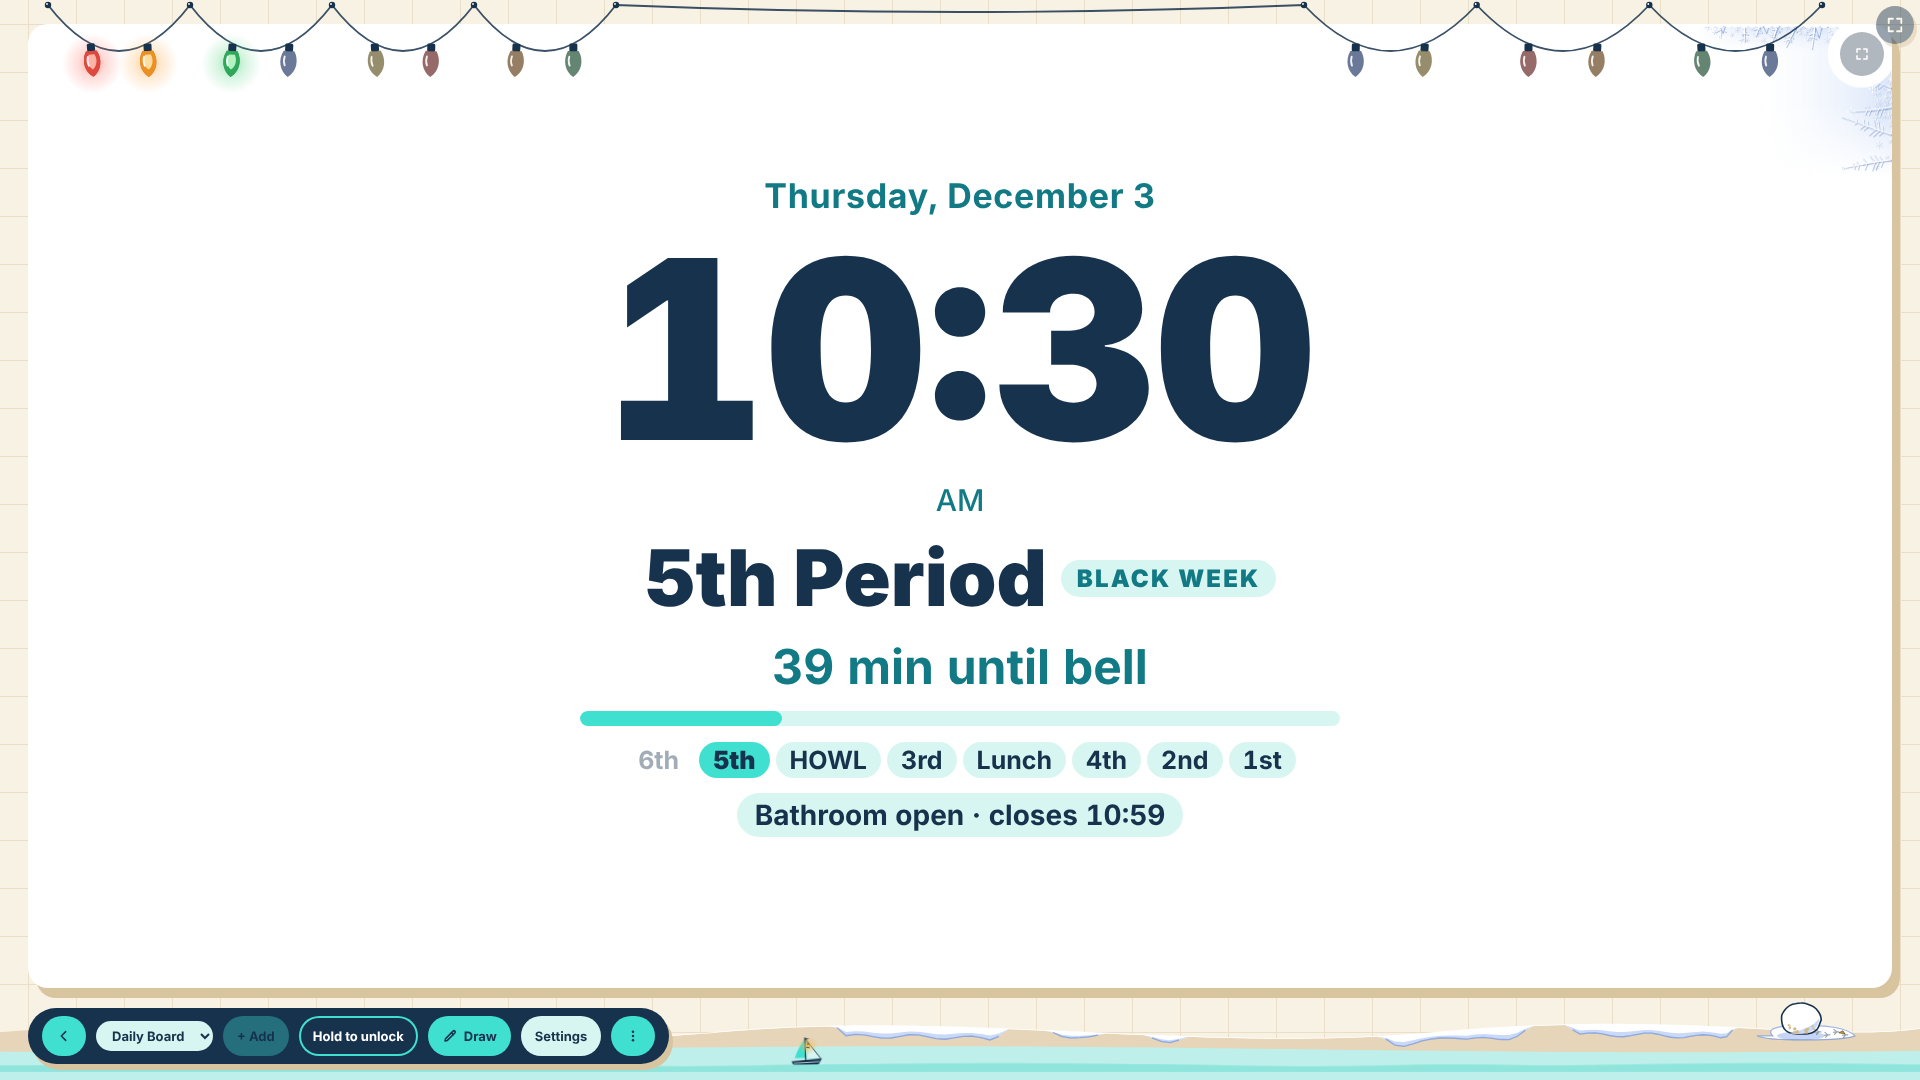 Thursday, December 3
10:30
AM
5th Period BLACK WEEK
39 min until bell
6th 5th HOWL 3rd Lunch 4th 2nd 1st
Bathroom open · closes 10:59
Daily Board + Add Hold to unlock Draw Settings